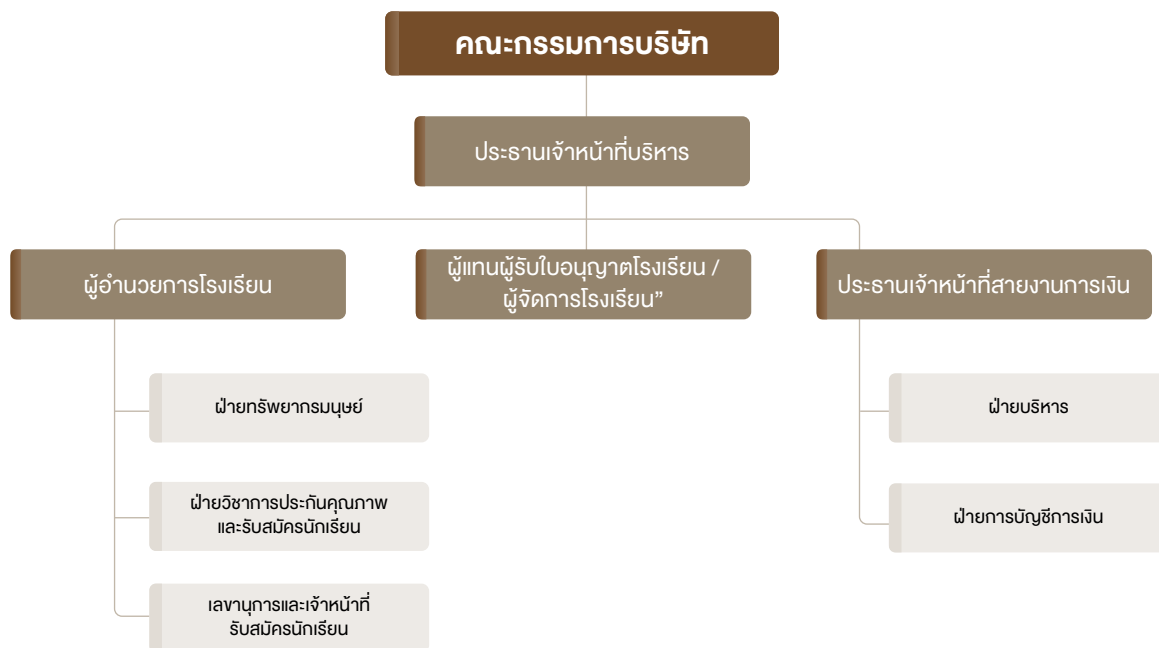 คณะกรรมการบริษัท
ประธานเจ้าหน้าที่บริหาร
ผู้อำนวยการโรงเรียน
ผู้แทนผู้รับใบอนุญาตโรงเรียน /
ผู้จัดการโรงเรียน”
ประธานเจ้าหน้าที่สายงานการเงิน
ฝ่ายทรัพยากรมนุษย์
ฝ่ายวิชาการประกันคุณภาพ
และรับสมัครนักเรียน
เลขานุการและเจ้าหน้าที่
รับสมัครนักเรียน
ฝ่ายบริหาร
ฝ่ายการบัญชีการเงิน